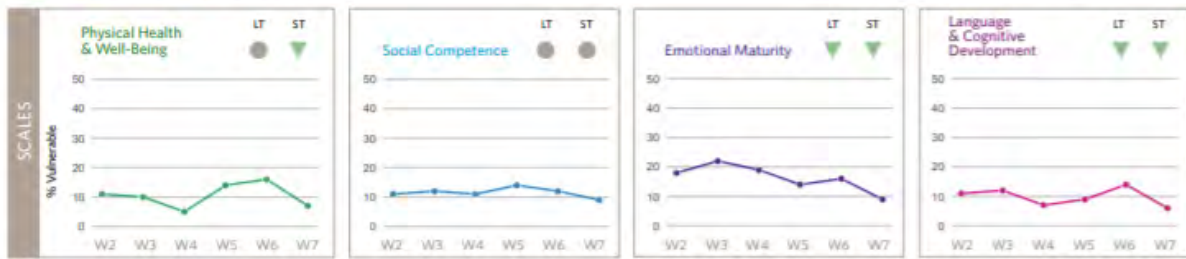 SCALES
Physical Health
& Well-Being
LT ST
% Vulnerable
50
40
30
20
10
0
W2 W3 W4 W5 W6 W7
Social Competence
LT ST
50
40
30
20
10
0
W2 W3 W4 W5 W6 W7
Emotional Maturity
LT ST
50
40
30
20
10
0
W2 W3 W4 W5 W6 W7
Language
& Cognitive
Development
LT ST
50
40
30
20
10
0
W2 W3 W4 W5 W6 W7